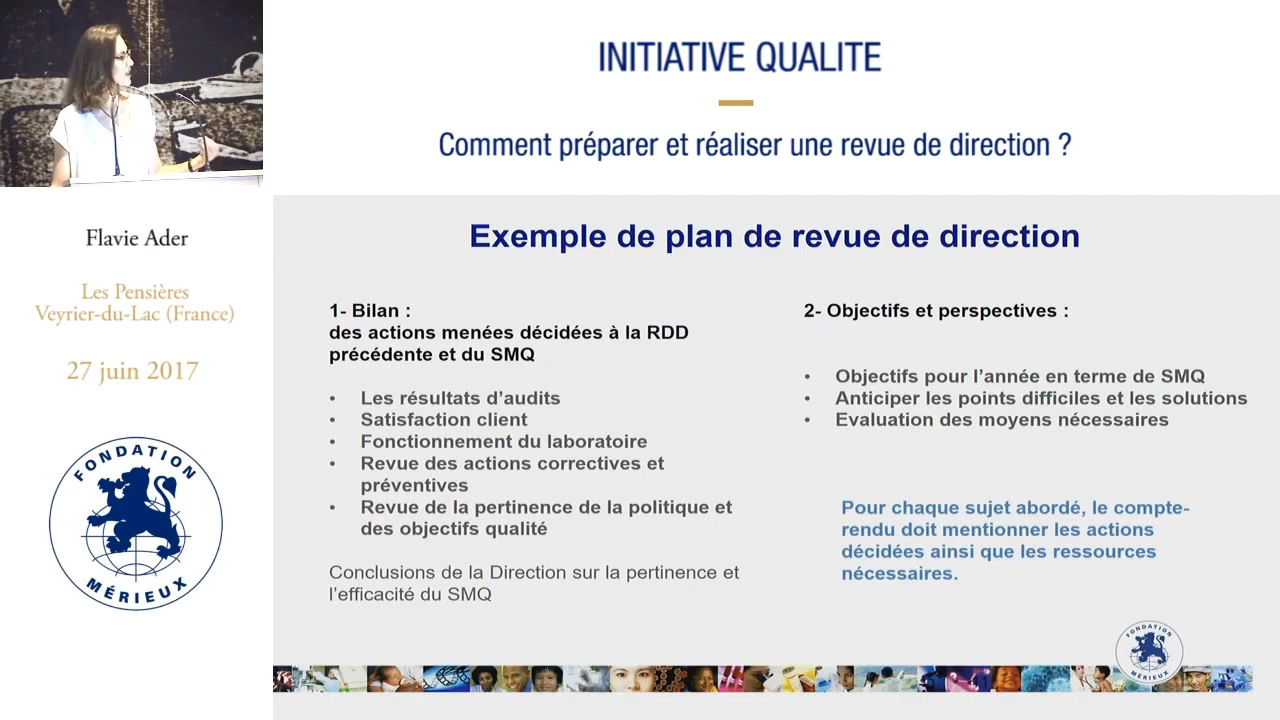 INITIATIVE QUALITE
Comment préparer et réaliser une revue de direction ?
Flavie Ader
Les Pensières
Veyrier-du-Lac (France)
27 juin 2017
FONDATION
MÉRIEUX
Exemple de plan de revue de direction
1- Bilan :
des actions menées décidées à la RDD
précédente et du SMQ
• Les résultats d’audits
• Satisfaction client
• Fonctionnement du laboratoire
• Revue des actions correctives et
préventives
• Revue de la pertinence de la politique et
des objectifs qualité
Conclusions de la Direction sur la pertinence et
l’efficacité du SMQ
2- Objectifs et perspectives :
• Objectifs pour l’année en terme de SMQ
• Anticiper les points difficiles et les solutions
• Evaluation des moyens nécessaires
Pour chaque sujet abordé, le compte-
rendu doit mentionner les actions
décidées ainsi que les ressources
nécessaires.
FONDATION
MÉRIEUX